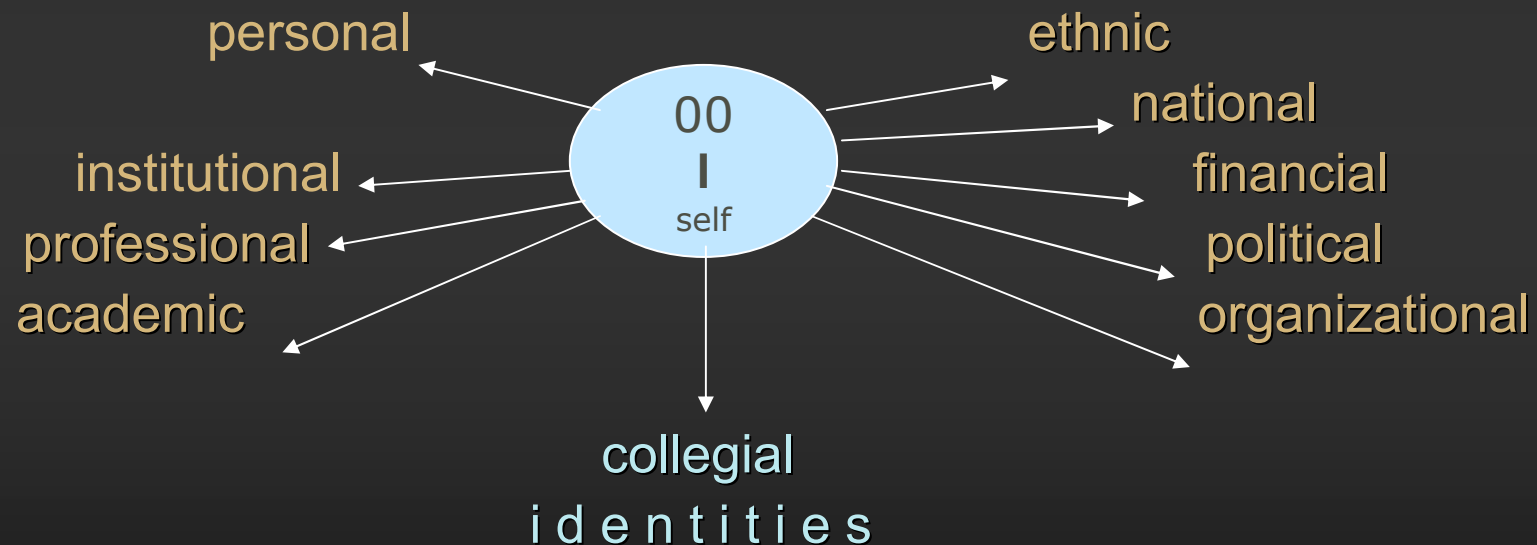 personal
ethnic
00
I
self
national
institutional
financial
professional
political
academic
organizational
collegial
i d e n t i t i e s